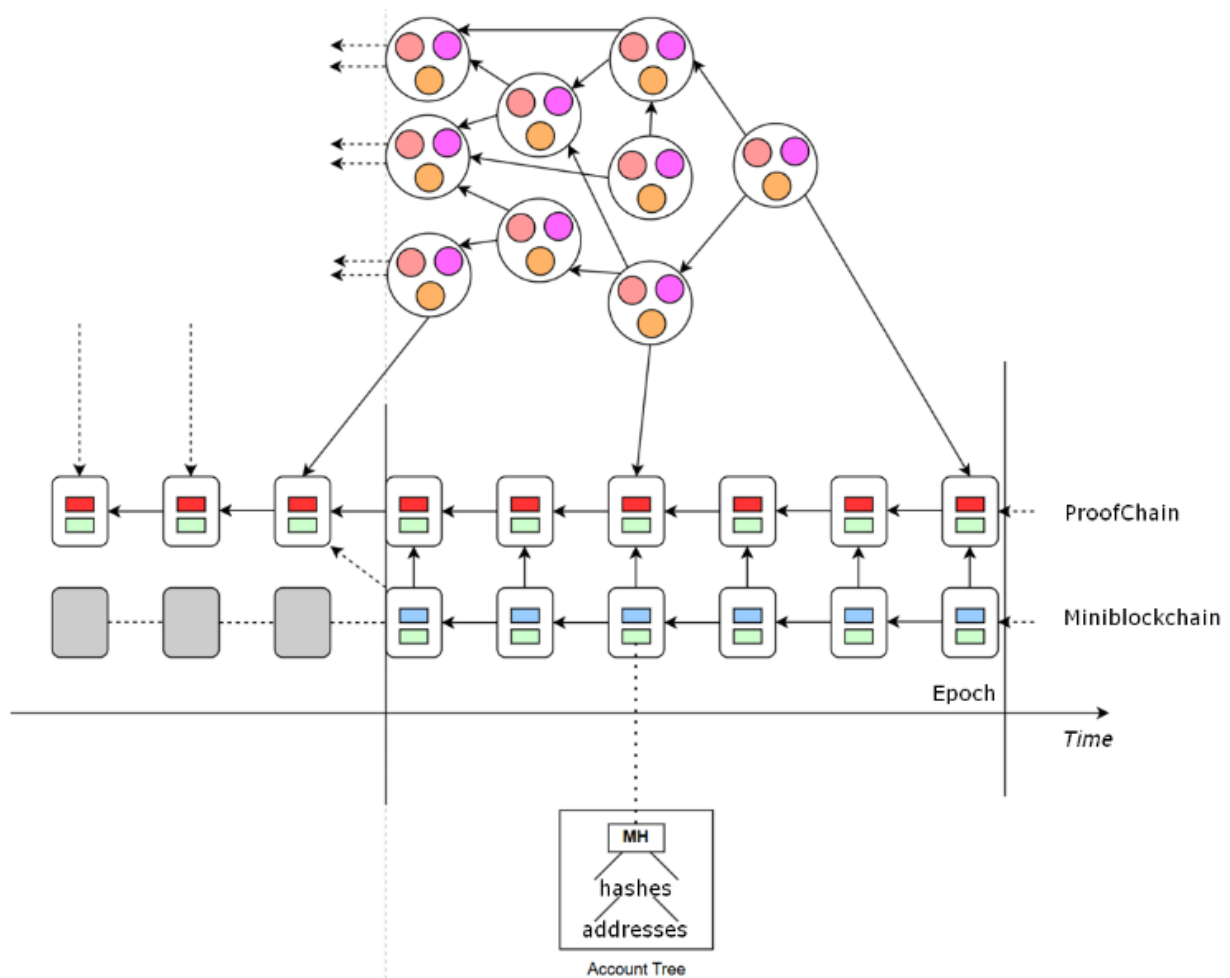 ProofChain
Miniblockchain
Epoch
Time
MH
hashes
addresses
Account Tree